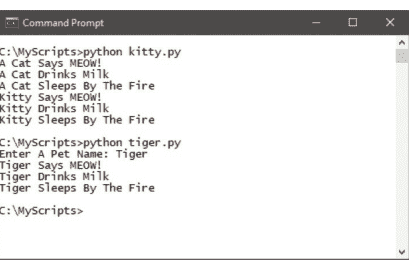 Command Prompt
C:\MyScripts>python kitty.py
A Cat Says MEOW!
A Cat Drinks Milk
A Cat Sleeps By The Fire
Kitty Says MEOW!
Kitty Drinks Milk
Kitty Sleeps By The Fire
C:\MyScripts>python tiger.py
Enter A Pet Name: Tiger
Tiger Says MEOW!
Tiger Drinks Milk
Tiger Sleeps By The Fire
C:\MyScripts>